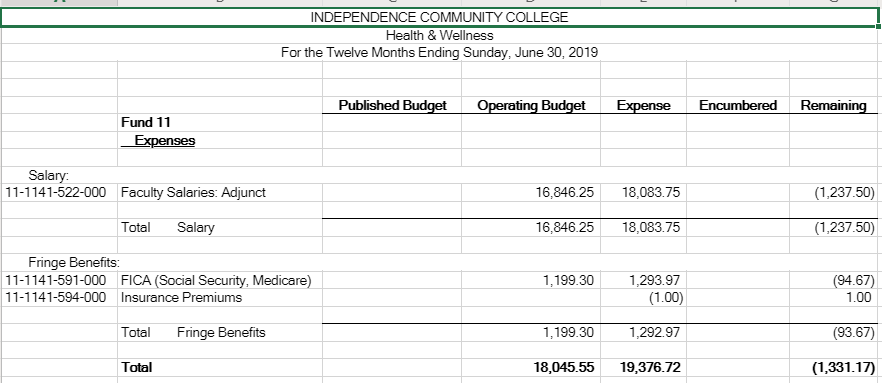 INDEPENDENCE COMMUNITY COLLEGE
Health & Wellness
For the Twelve Months Ending Sunday, June 30, 2019
Published Budget Operating Budget Expense Encumbered Remaining
Fund 11
Expenses
Salary:
11-1141-522-000 Faculty Salaries: Adjunct 16,846.25 18,083.75 (1,237.50)
Total Salary 16,846.25 18,083.75 (1,237.50)
Fringe Benefits:
11-1141-591-000 FICA (Social Security, Medicare) 1,199.30 1,293.97 (94.67)
11-1141-594-000 Insurance Premiums (1.00) 1.00
Total Fringe Benefits 1,199.30 1,292.97 (93.67)
Total 18,045.55 19,376.72 (1,331.17)